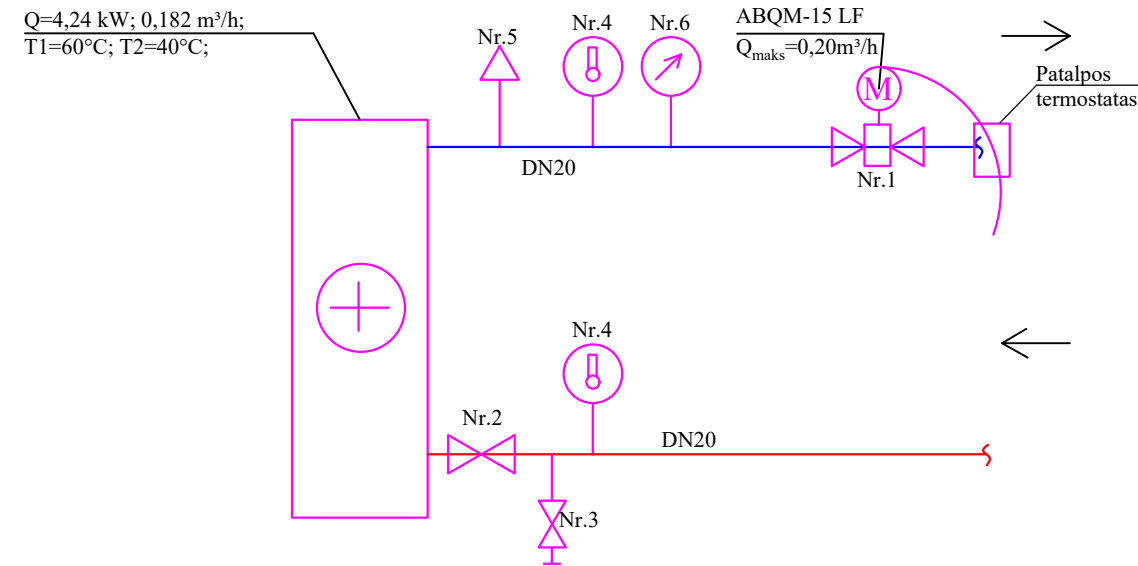 Q=4,24 kW; 0,182 m³/h;
T1=60°C; T2=40°C;
Nr.5
Nr.4
Nr.6
ABQM-15 LF
Qmaks=0,20m³/h
M
Patalpos
termostatas
DN20
Nr.1
Nr.4
Nr.2
DN20
Nr.3